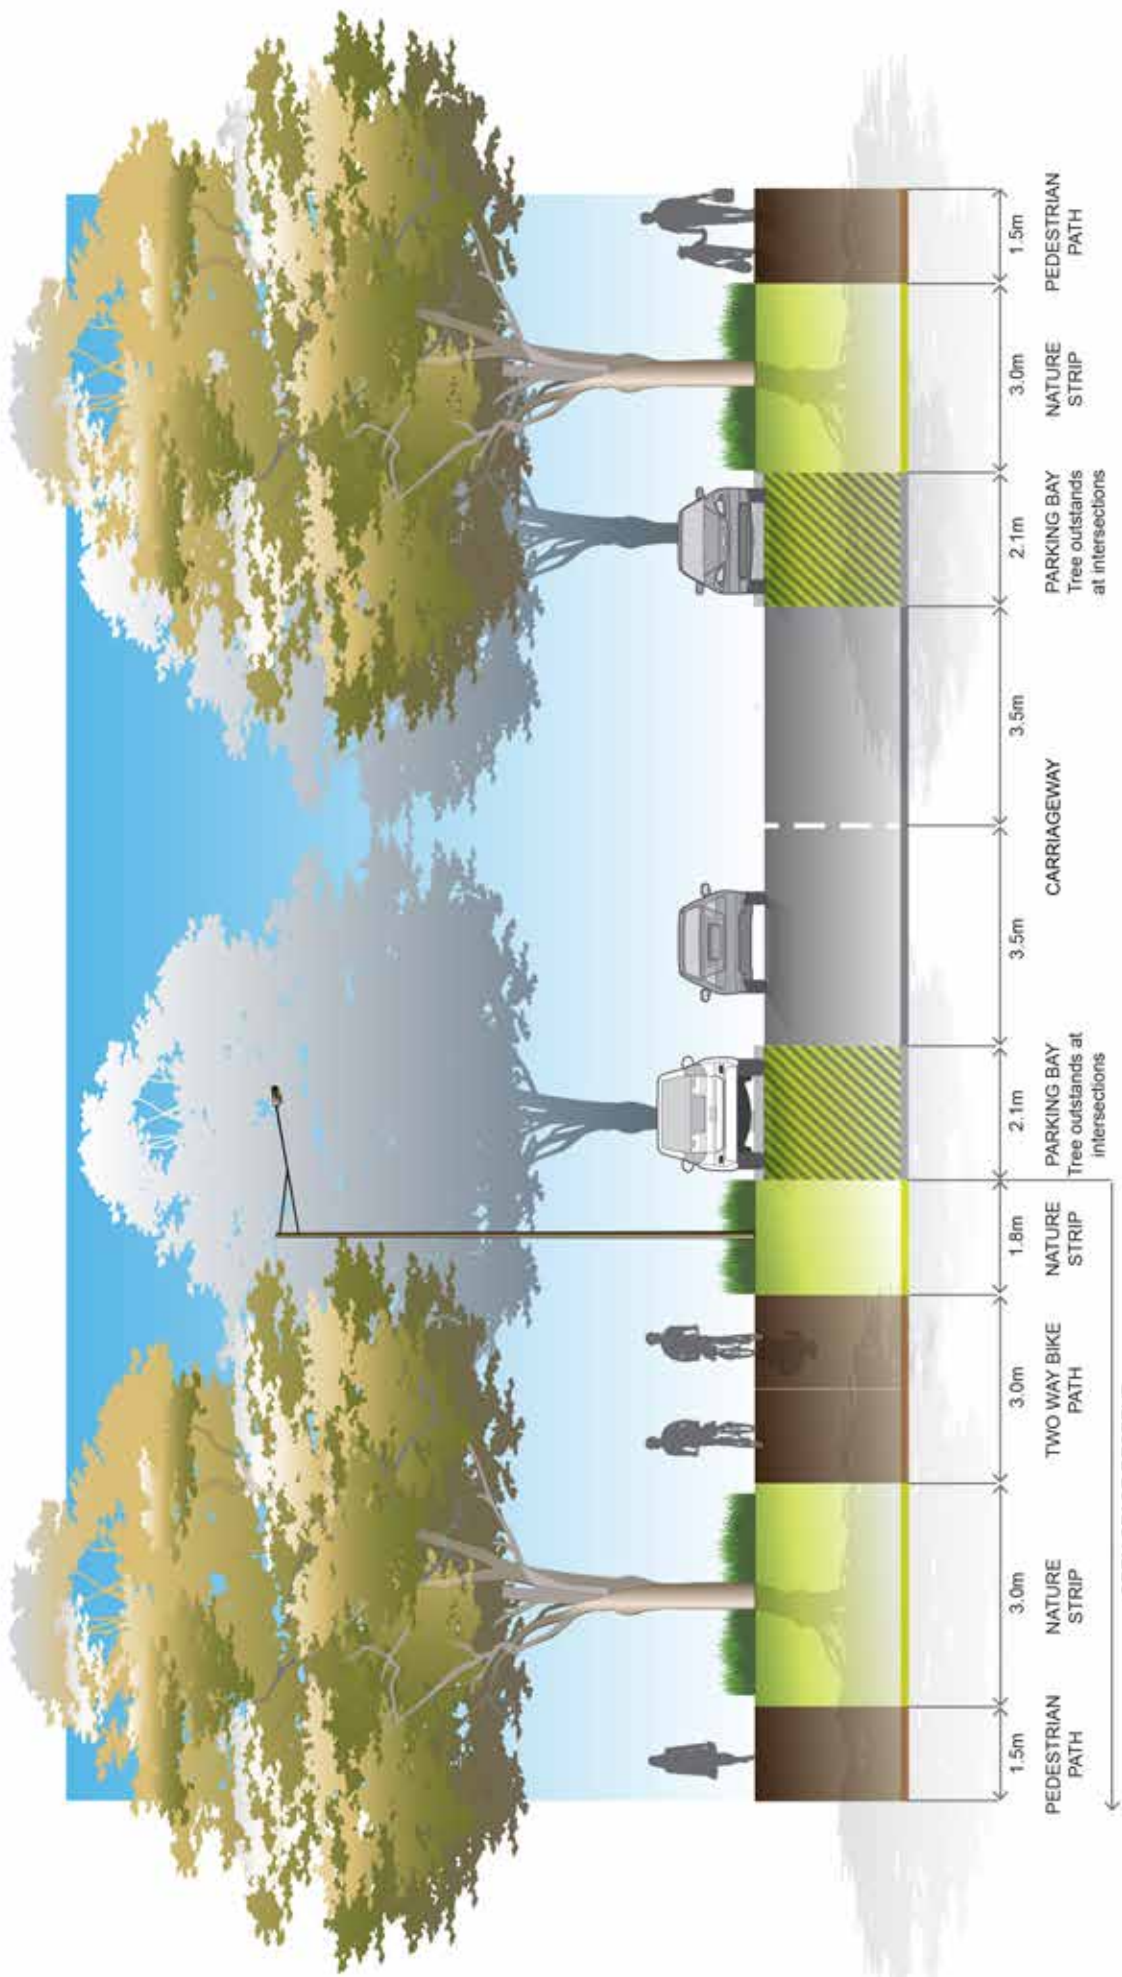 1.5m
3.0m
3.0m
1.8m
2.1m
3.5m
3.5m
2.1m
3.0m
1.5m
PEDESTRIAN
PATH
NATURE
STRIP
TWO WAY BIKE
PATH
NATURE
STRIP
PARKING BAY
Tree outstands at
intersections
CARRIAGEWAY
PARKING BAY
Tree outstands
at intersections
NATURE
STRIP
PEDESTRIAN
PATH